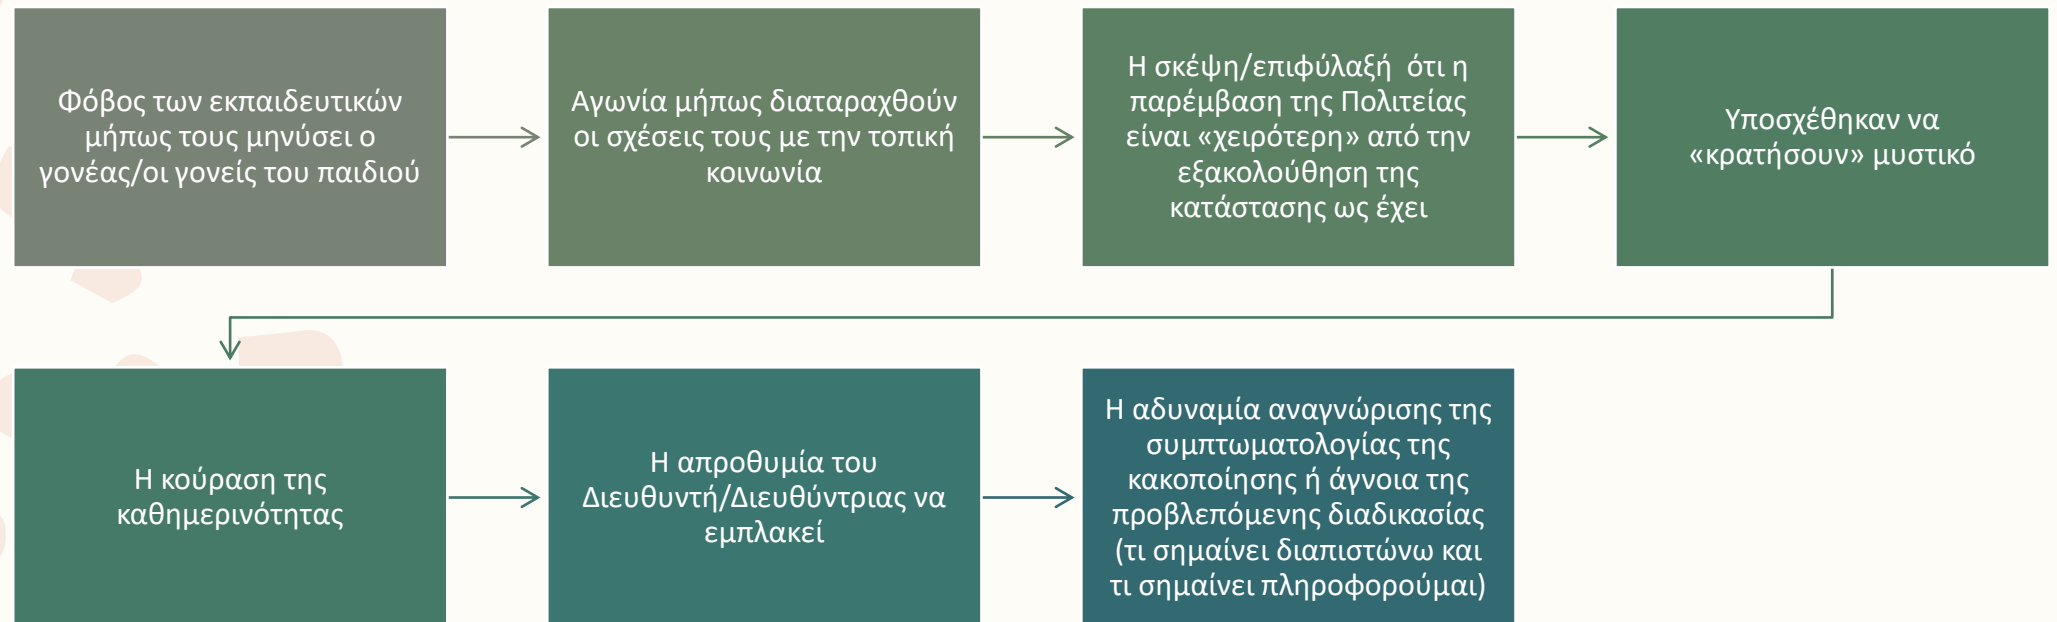 Φόβος των εκπαιδευτικών
μήπως τους μηνύσει ο
γονέας/οι γονείς του παιδιού
Αγωνία μήπως διαταραχθούν
οι σχέσεις τους με την τοπική
κοινωνία
Η σκέψη/επιφύλαξή ότι η
παρέμβαση της Πολιτείας
είναι «χειρότερη» από την
εξακολούθηση της
κατάστασης ως έχει
Υποσχέθηκαν να
«κρατήσουν» μυστικό
Η κούραση της
καθημερινότητας
Η απροθυμία του
Διευθυντή/Διευθύντριας να
εμπλακεί
Η αδυναμία αναγνώρισης της
συμπτωματολογίας της
κακοποίησης ή άγνοια της
προβλεπόμενης διαδικασίας
(τι σημαίνει διαπιστώνω και
τι σημαίνει πληροφορούμαι)